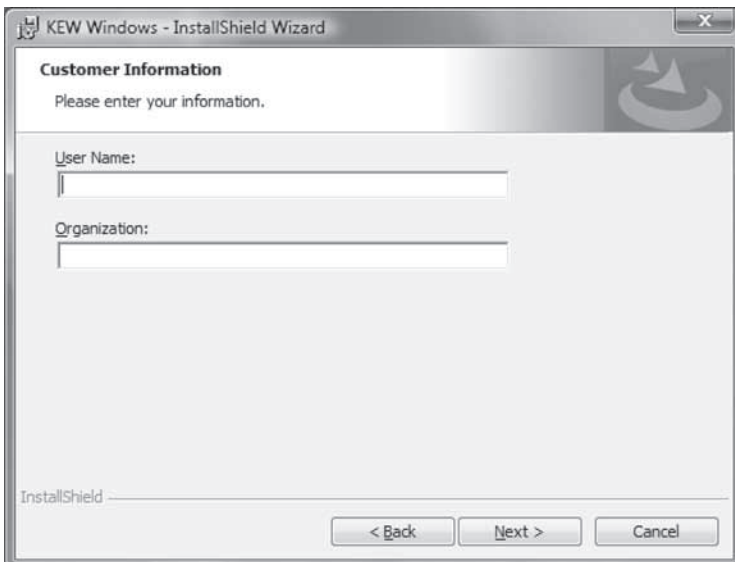 KEW Windows - InstallShield Wizard
Customer Information
Please enter your information.
User Name:
Organization:
InstallShield
< Back
Next >
Cancel